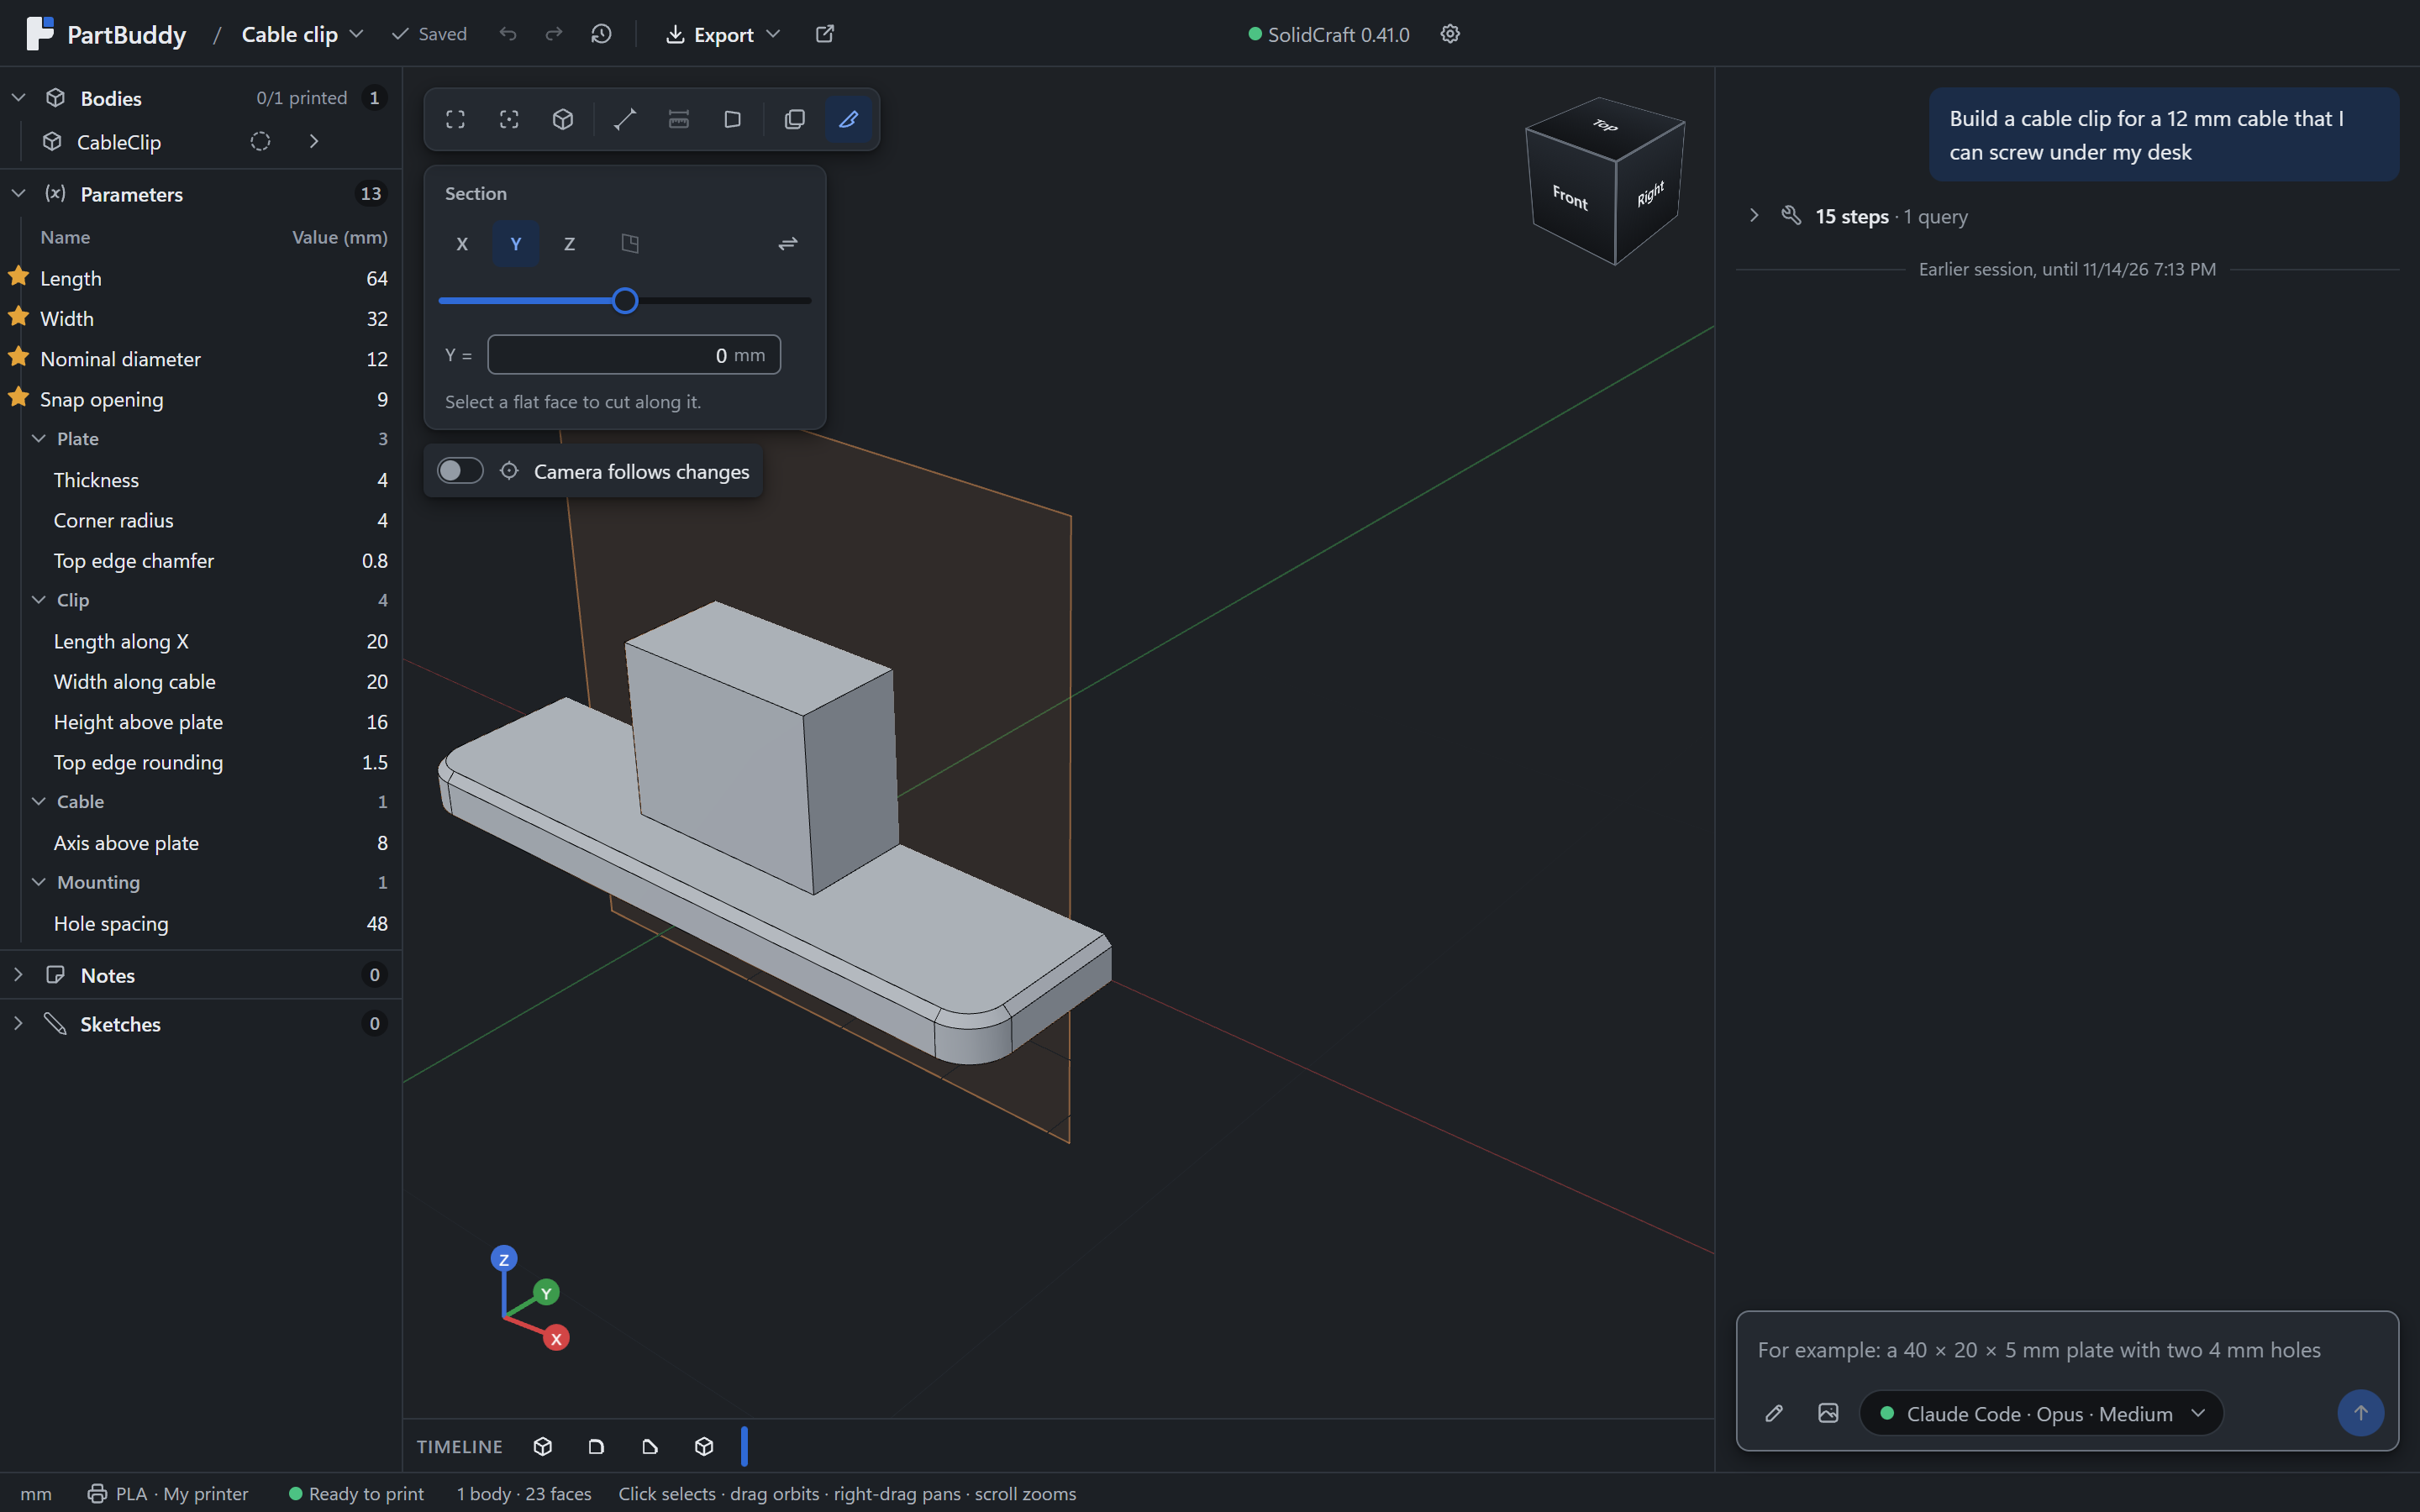 PartBuddy / Cable clip Saved Export SolidCraft 0.41.0
Bodies 0/1 printed 1
CableClip
Parameters 13
Name Value (mm)
Length 64
Width 32
Nominal diameter 12
Snap opening 9
Plate 3
Thickness 4
Corner radius 4
Top edge chamfer 0.8
Clip 4
Length along X 20
Width along cable 20
Height above plate 16
Top edge rounding 1.5
Cable 1
Axis above plate 8
Mounting 1
Hole spacing 48
Notes 0
Sketches 0
Section
X Y Z
Y = 0 mm
Select a flat face to cut along it.
Camera follows changes
Top
Front Right
Z
Y
X
TIMELINE
Build a cable clip for a 12 mm cable that I
can screw under my desk
15 steps · 1 query
Earlier session, until 11/14/26 7:13 PM
For example: a 40 × 20 × 5 mm plate with two 4 mm holes
Claude Code · Opus · Medium
mm PLA · My printer Ready to print 1 body · 23 faces Click selects · drag orbits · right-drag pans · scroll zooms